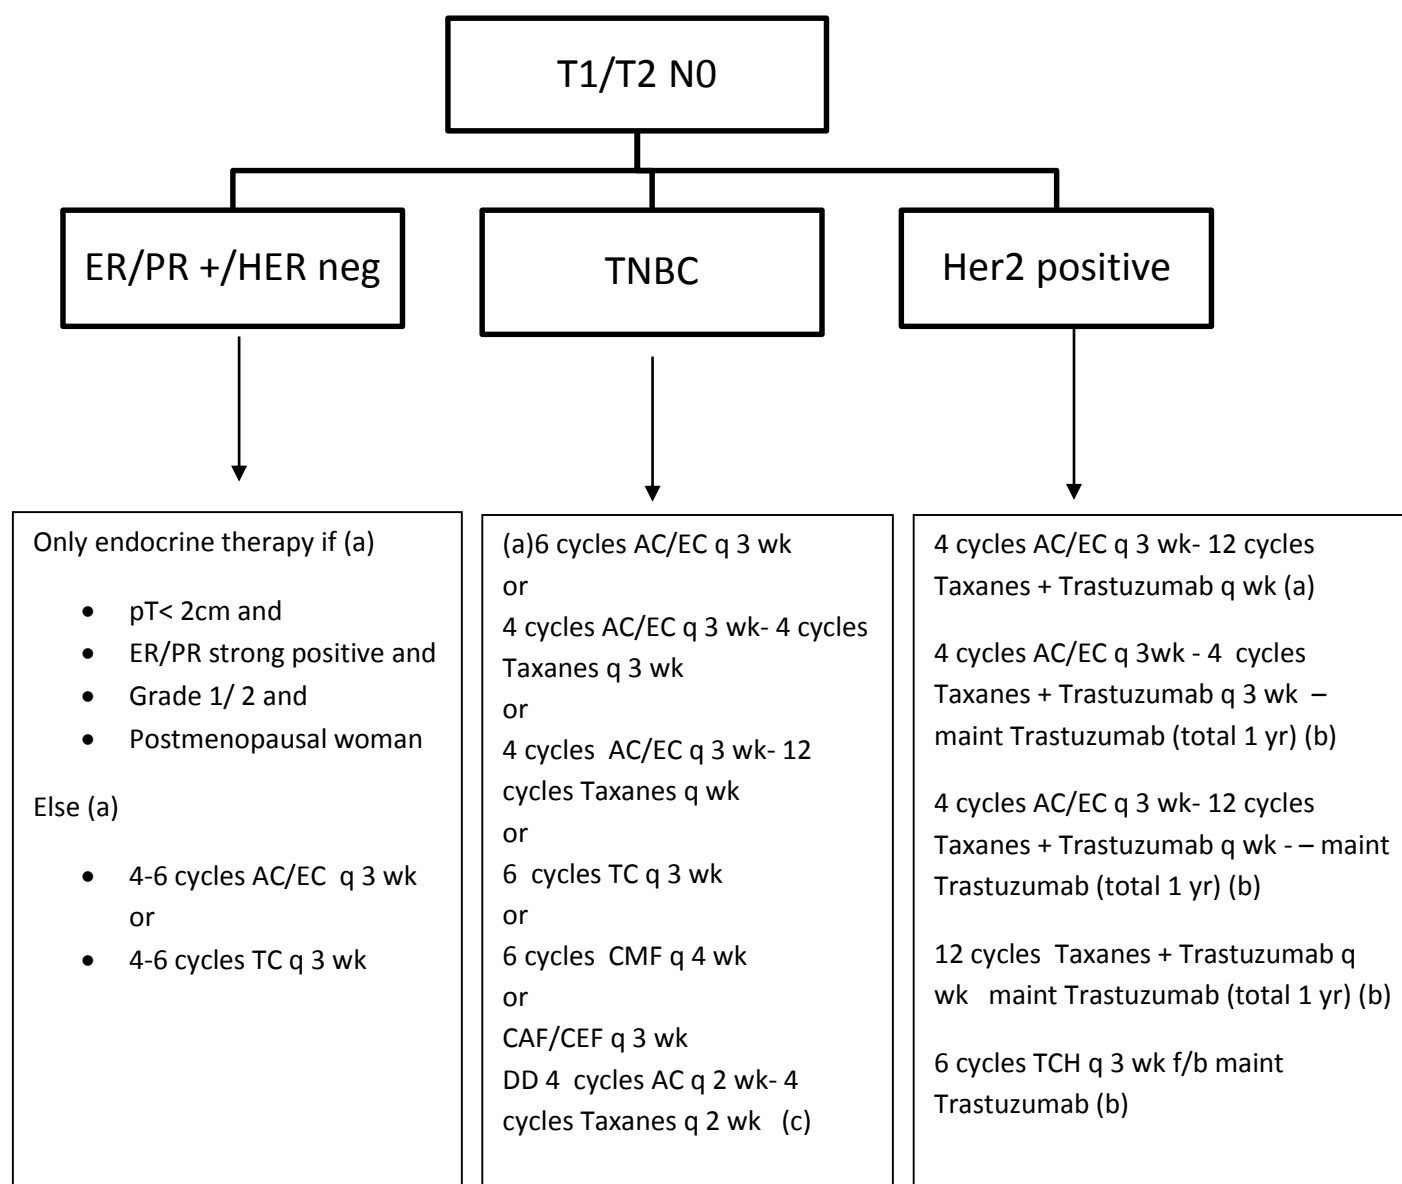 T1/T2 N0
ER/PR +/HER neg
TNBC
Her2 positive
Only endocrine therapy if (a)
• pT< 2cm and
• ER/PR strong positive and
• Grade 1/ 2 and
• Postmenopausal woman
Else (a)
• 4-6 cycles AC/EC q 3 wk
or
• 4-6 cycles TC q 3 wk
(a)6 cycles AC/EC q 3 wk
or
4 cycles AC/EC q 3 wk- 4 cycles
Taxanes q 3 wk
or
4 cycles AC/EC q 3 wk- 12
cycles Taxanes q wk
or
6 cycles TC q 3 wk
or
6 cycles CMF q 4 wk
or
CAF/CEF q 3 wk
DD 4 cycles AC q 2 wk- 4
cycles Taxanes q 2 wk (c)
4 cycles AC/EC q 3 wk- 12 cycles
Taxanes + Trastuzumab q wk (a)
4 cycles AC/EC q 3wk - 4 cycles
Taxanes + Trastuzumab q 3 wk –
maint Trastuzumab (total 1 yr) (b)
4 cycles AC/EC q 3 wk- 12 cycles
Taxanes + Trastuzumab q wk - – maint
Trastuzumab (total 1 yr) (b)
12 cycles Taxanes + Trastuzumab q
wk maint Trastuzumab (total 1 yr) (b)
6 cycles TCH q 3 wk f/b maint
Trastuzumab (b)